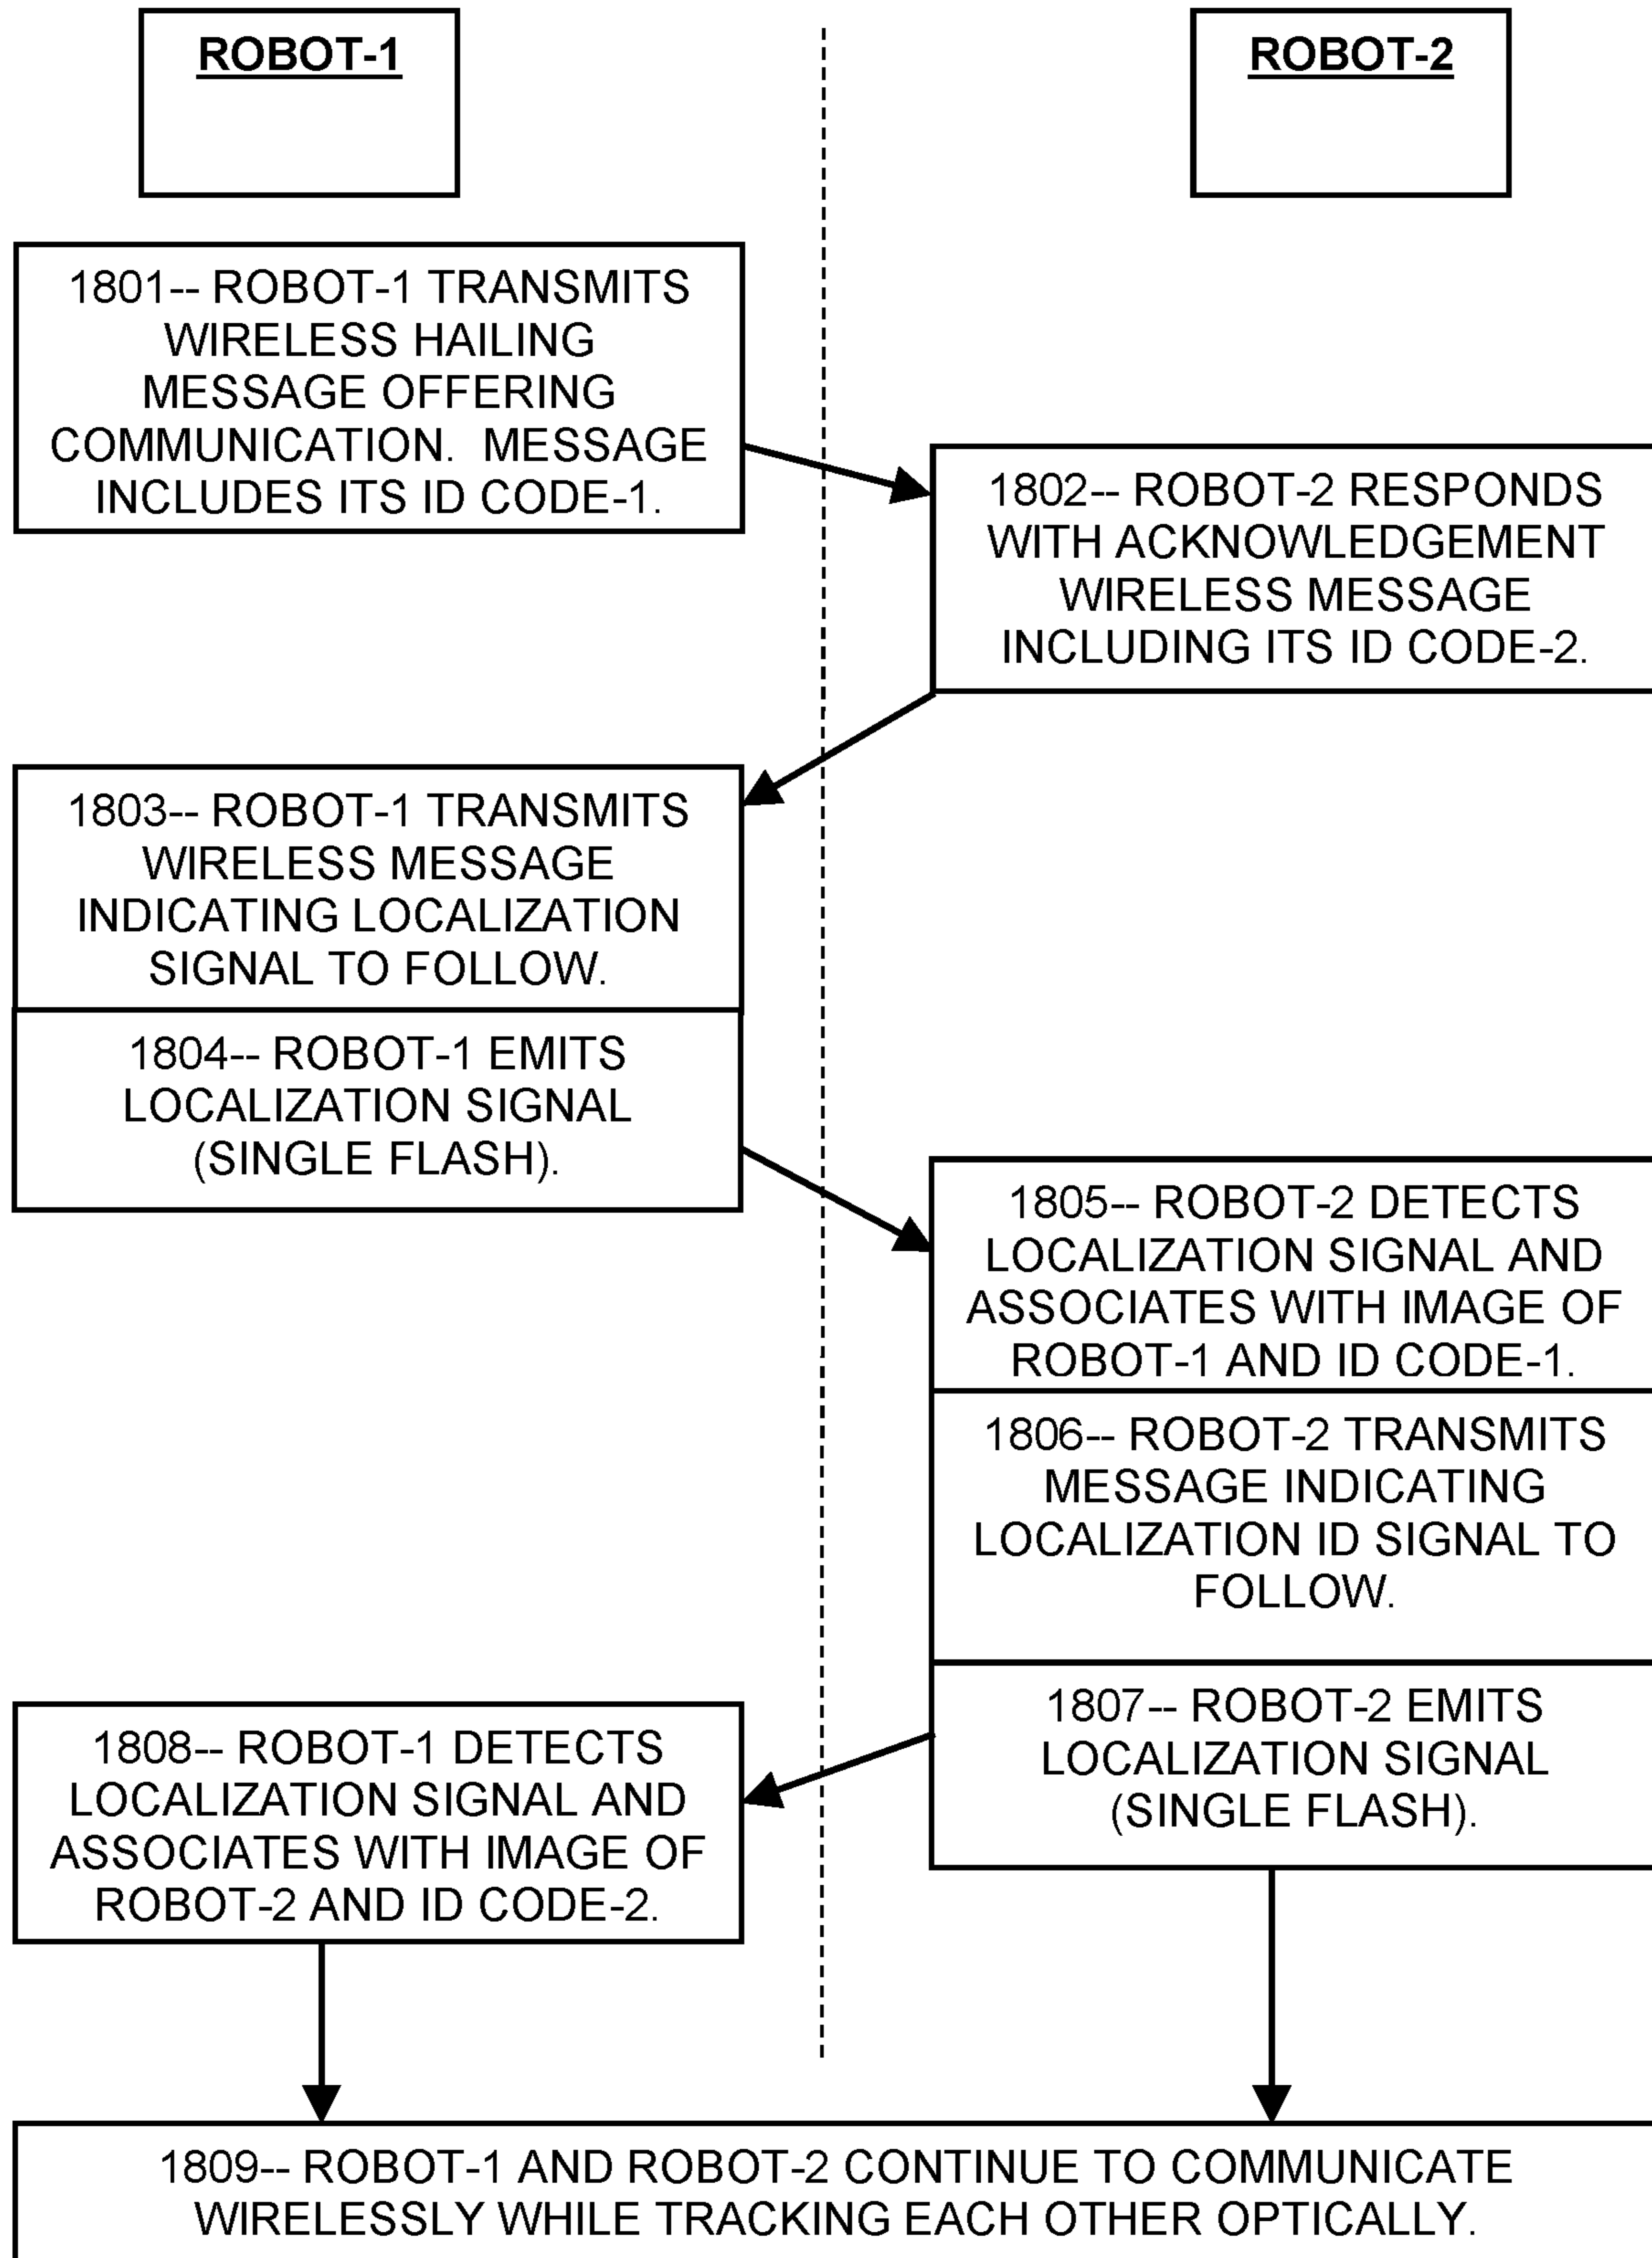 ROBOT-1
ROBOT-2
1801-- ROBOT-1 TRANSMITS
WIRELESS HAILING
MESSAGE OFFERING
COMMUNICATION.  MESSAGE
INCLUDES ITS ID CODE-1.
1802-- ROBOT-2 RESPONDS
WITH ACKNOWLEDGEMENT
WIRELESS MESSAGE
INCLUDING ITS ID CODE-2.
1803-- ROBOT-1 TRANSMITS
WIRELESS MESSAGE
INDICATING LOCALIZATION
SIGNAL TO FOLLOW.
1804-- ROBOT-1 EMITS
LOCALIZATION SIGNAL
(SINGLE FLASH).
1805-- ROBOT-2 DETECTS
LOCALIZATION SIGNAL AND
ASSOCIATES WITH IMAGE OF
ROBOT-1 AND ID CODE-1.
1806-- ROBOT-2 TRANSMITS
MESSAGE INDICATING
LOCALIZATION ID SIGNAL TO
FOLLOW.
1807-- ROBOT-2 EMITS
LOCALIZATION SIGNAL
(SINGLE FLASH).
1808-- ROBOT-1 DETECTS
LOCALIZATION SIGNAL AND
ASSOCIATES WITH IMAGE OF
ROBOT-2 AND ID CODE-2.
1809-- ROBOT-1 AND ROBOT-2 CONTINUE TO COMMUNICATE
WIRELESSLY WHILE TRACKING EACH OTHER OPTICALLY.